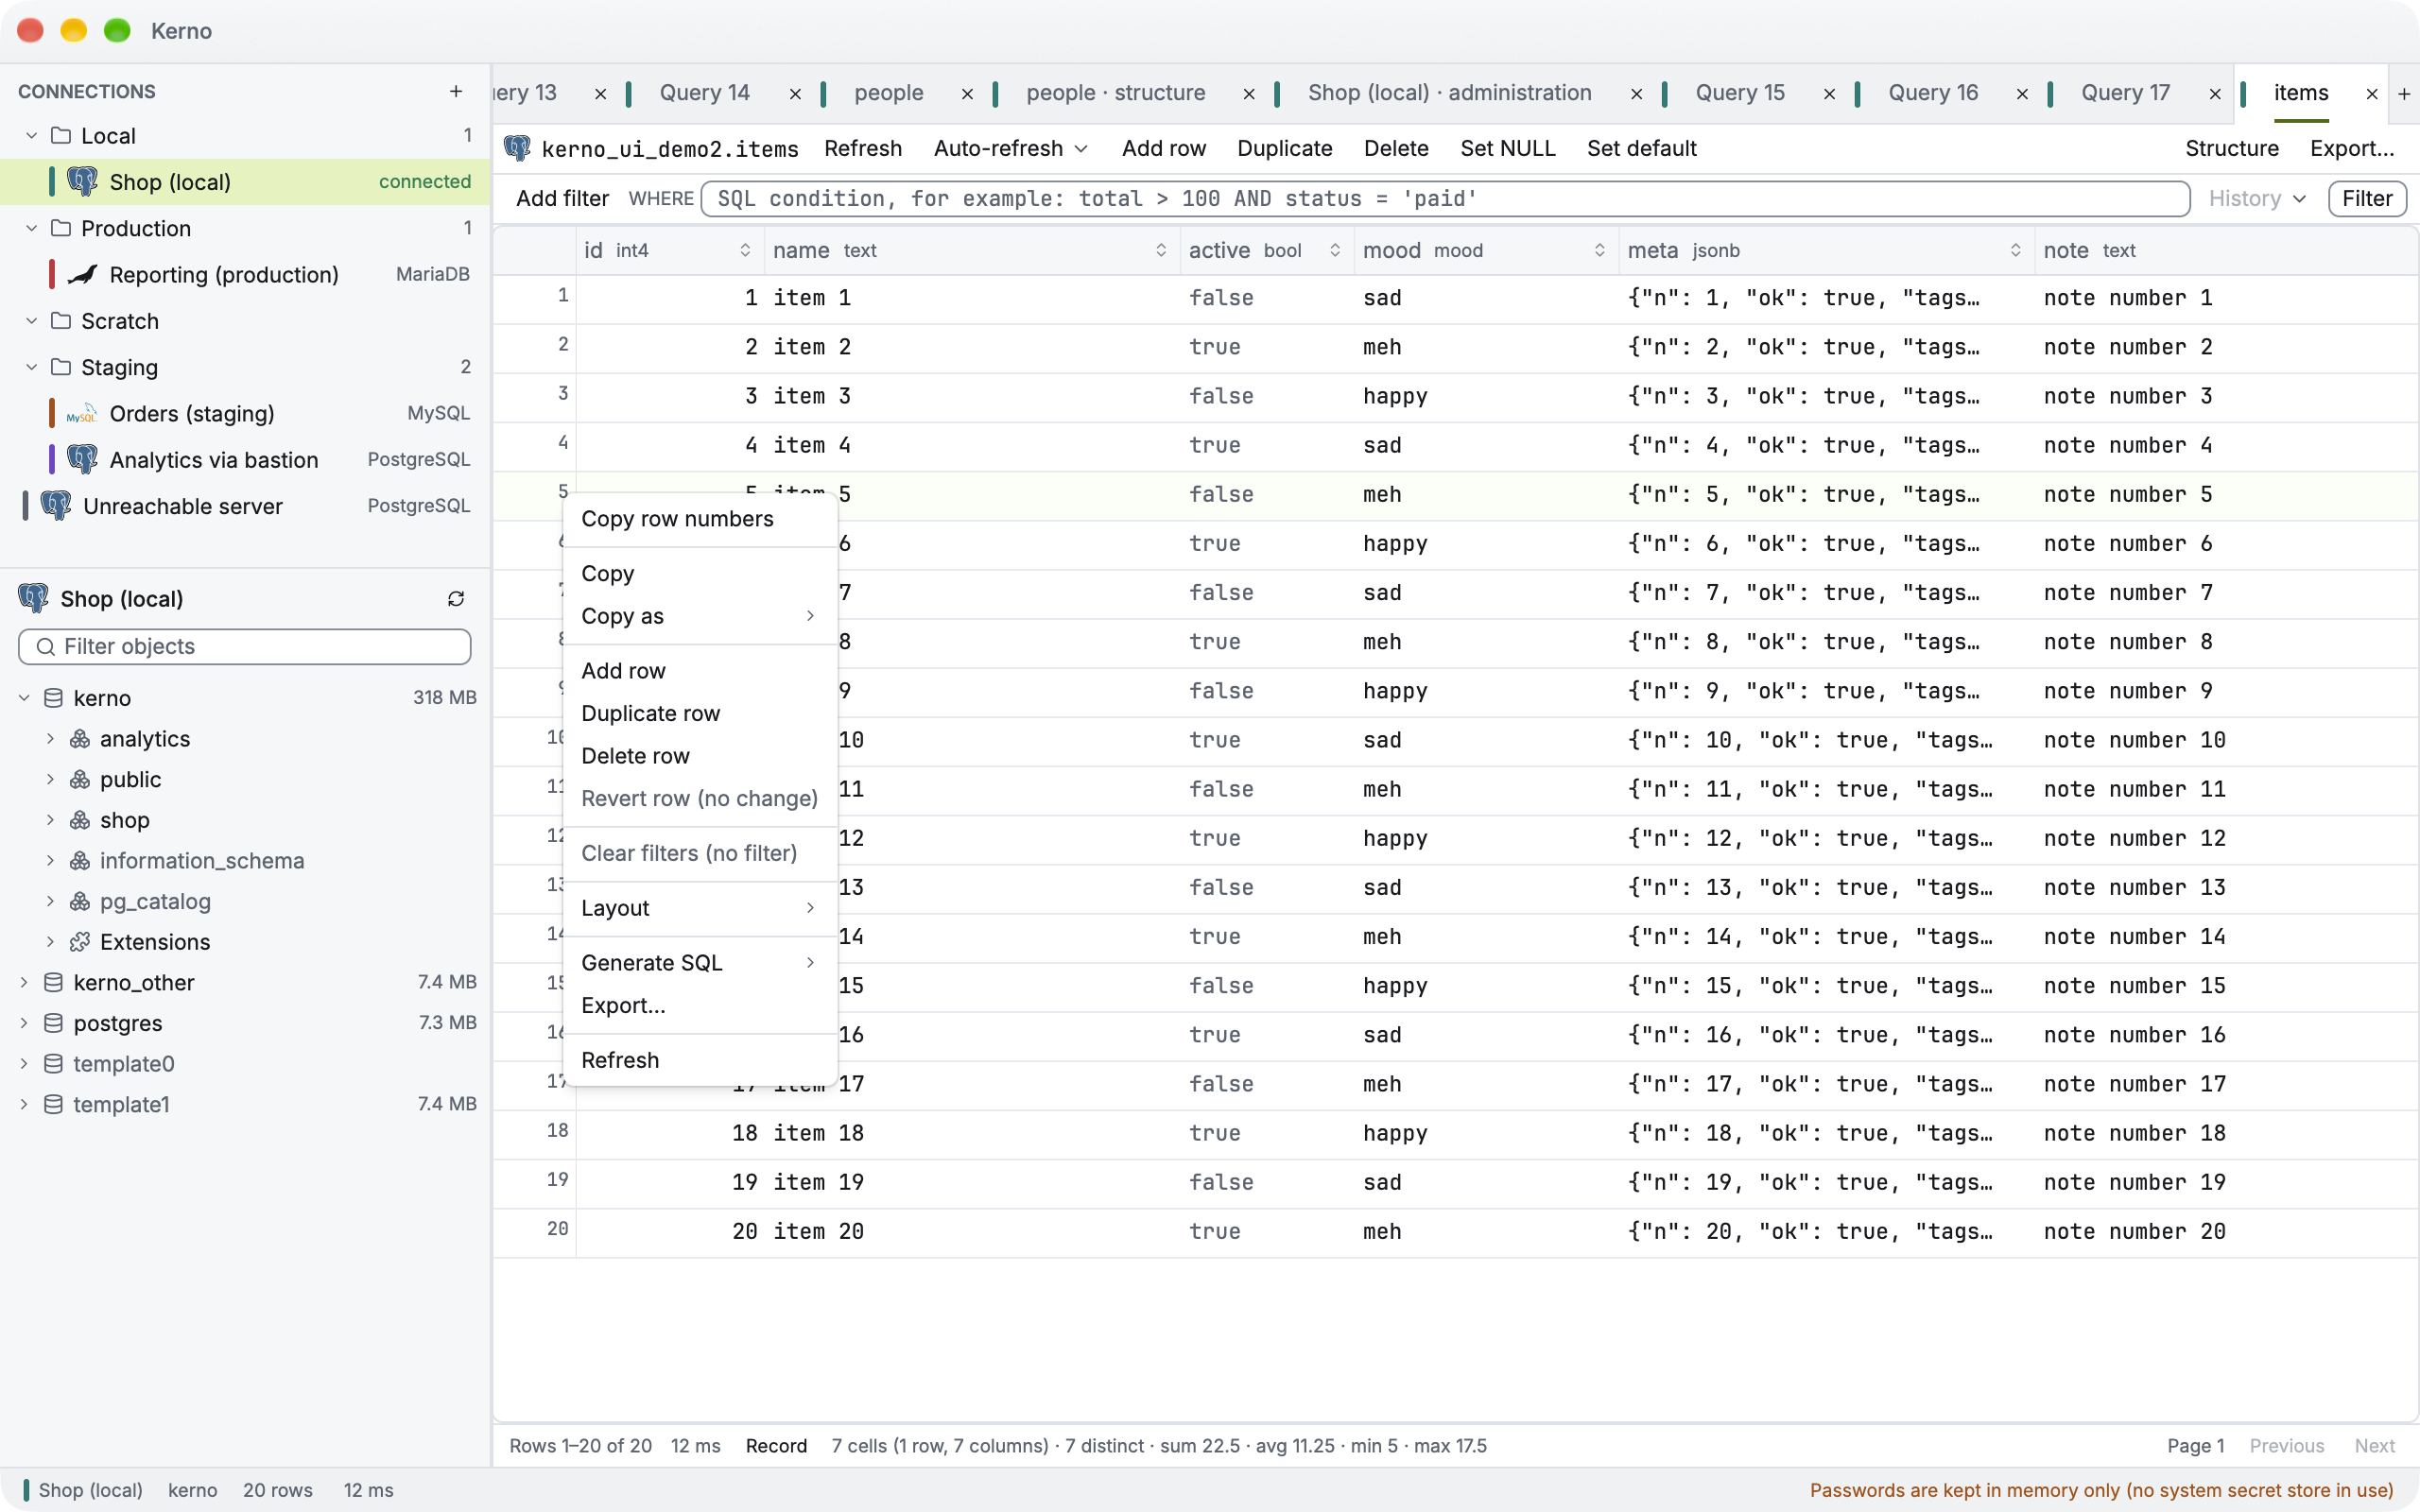 Kerno
CONNECTIONS +
Local 1
Shop (local) connected
Production 1
Reporting (production) MariaDB
Scratch
Staging 2
MySQL Orders (staging) MySQL
Analytics via bastion PostgreSQL
Unreachable server PostgreSQL
Shop (local)
Filter objects
kerno 318 MB
analytics
public
shop
information_schema
pg_catalog
Extensions
kerno_other 7.4 MB
postgres 7.3 MB
template0
template1 7.4 MB
13 Query 14 people people · structure Shop (local) · administration Query 15 Query 16 Query 17 items +
kerno_ui_demo2.items Refresh Auto-refresh Add row Duplicate Delete Set NULL Set default Structure Export...
Add filter WHERE SQL condition, for example: total > 100 AND status = 'paid' History Filter
id int4 name text active bool mood mood meta jsonb note text
1 1 item 1 false sad {"n": 1, "ok": true, "tags… note number 1
2 2 item 2 true meh {"n": 2, "ok": true, "tags… note number 2
3 3 item 3 false happy {"n": 3, "ok": true, "tags… note number 3
4 4 item 4 true sad {"n": 4, "ok": true, "tags… note number 4
5 5 item 5 false meh {"n": 5, "ok": true, "tags… note number 5
6 true happy {"n": 6, "ok": true, "tags… note number 6
7 false sad {"n": 7, "ok": true, "tags… note number 7
8 true meh {"n": 8, "ok": true, "tags… note number 8
9 false happy {"n": 9, "ok": true, "tags… note number 9
10 10 true sad {"n": 10, "ok": true, "tags… note number 10
11 11 false meh {"n": 11, "ok": true, "tags… note number 11
12 12 true happy {"n": 12, "ok": true, "tags… note number 12
13 13 false sad {"n": 13, "ok": true, "tags… note number 13
14 14 true meh {"n": 14, "ok": true, "tags… note number 14
15 15 false happy {"n": 15, "ok": true, "tags… note number 15
16 16 true sad {"n": 16, "ok": true, "tags… note number 16
17 17 item 17 false meh {"n": 17, "ok": true, "tags… note number 17
18 18 item 18 true happy {"n": 18, "ok": true, "tags… note number 18
19 19 item 19 false sad {"n": 19, "ok": true, "tags… note number 19
20 20 item 20 true meh {"n": 20, "ok": true, "tags… note number 20
Copy row numbers
Copy
Copy as
Add row
Duplicate row
Delete row
Revert row (no change)
Clear filters (no filter)
Layout
Generate SQL
Export...
Refresh
Rows 1–20 of 20 12 ms Record 7 cells (1 row, 7 columns) · 7 distinct · sum 22.5 · avg 11.25 · min 5 · max 17.5 Page 1 Previous Next
Shop (local) kerno 20 rows 12 ms Passwords are kept in memory only (no system secret store in use)